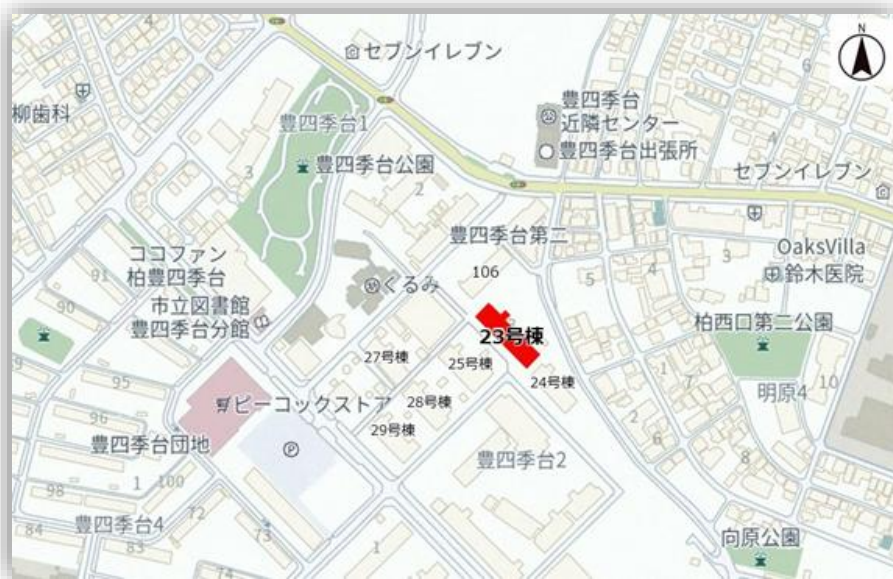 N
4
セブンイレブン
柳歯科
豊四季台
近隣センター
豊四季台1
豊四季台出張所
豊四季台公園
6
4
3
2
セブンイレブン
豊四季台第二
OaksVilla
鈴木医院
ココファン
柏豊四季台
市立図書館
豊四季台分館
くるみ
106
5
4
3
91
90
23号棟
柏西口第二公園
27号棟
25号棟
24号棟
1
7
明原4
10
95
ピーコックストア
28号棟
29号棟
96
2
6
豊四季台団地
P
豊四季台2
8
98
1
100
72
豊四季台4
84
83
73
74
1
向原公園